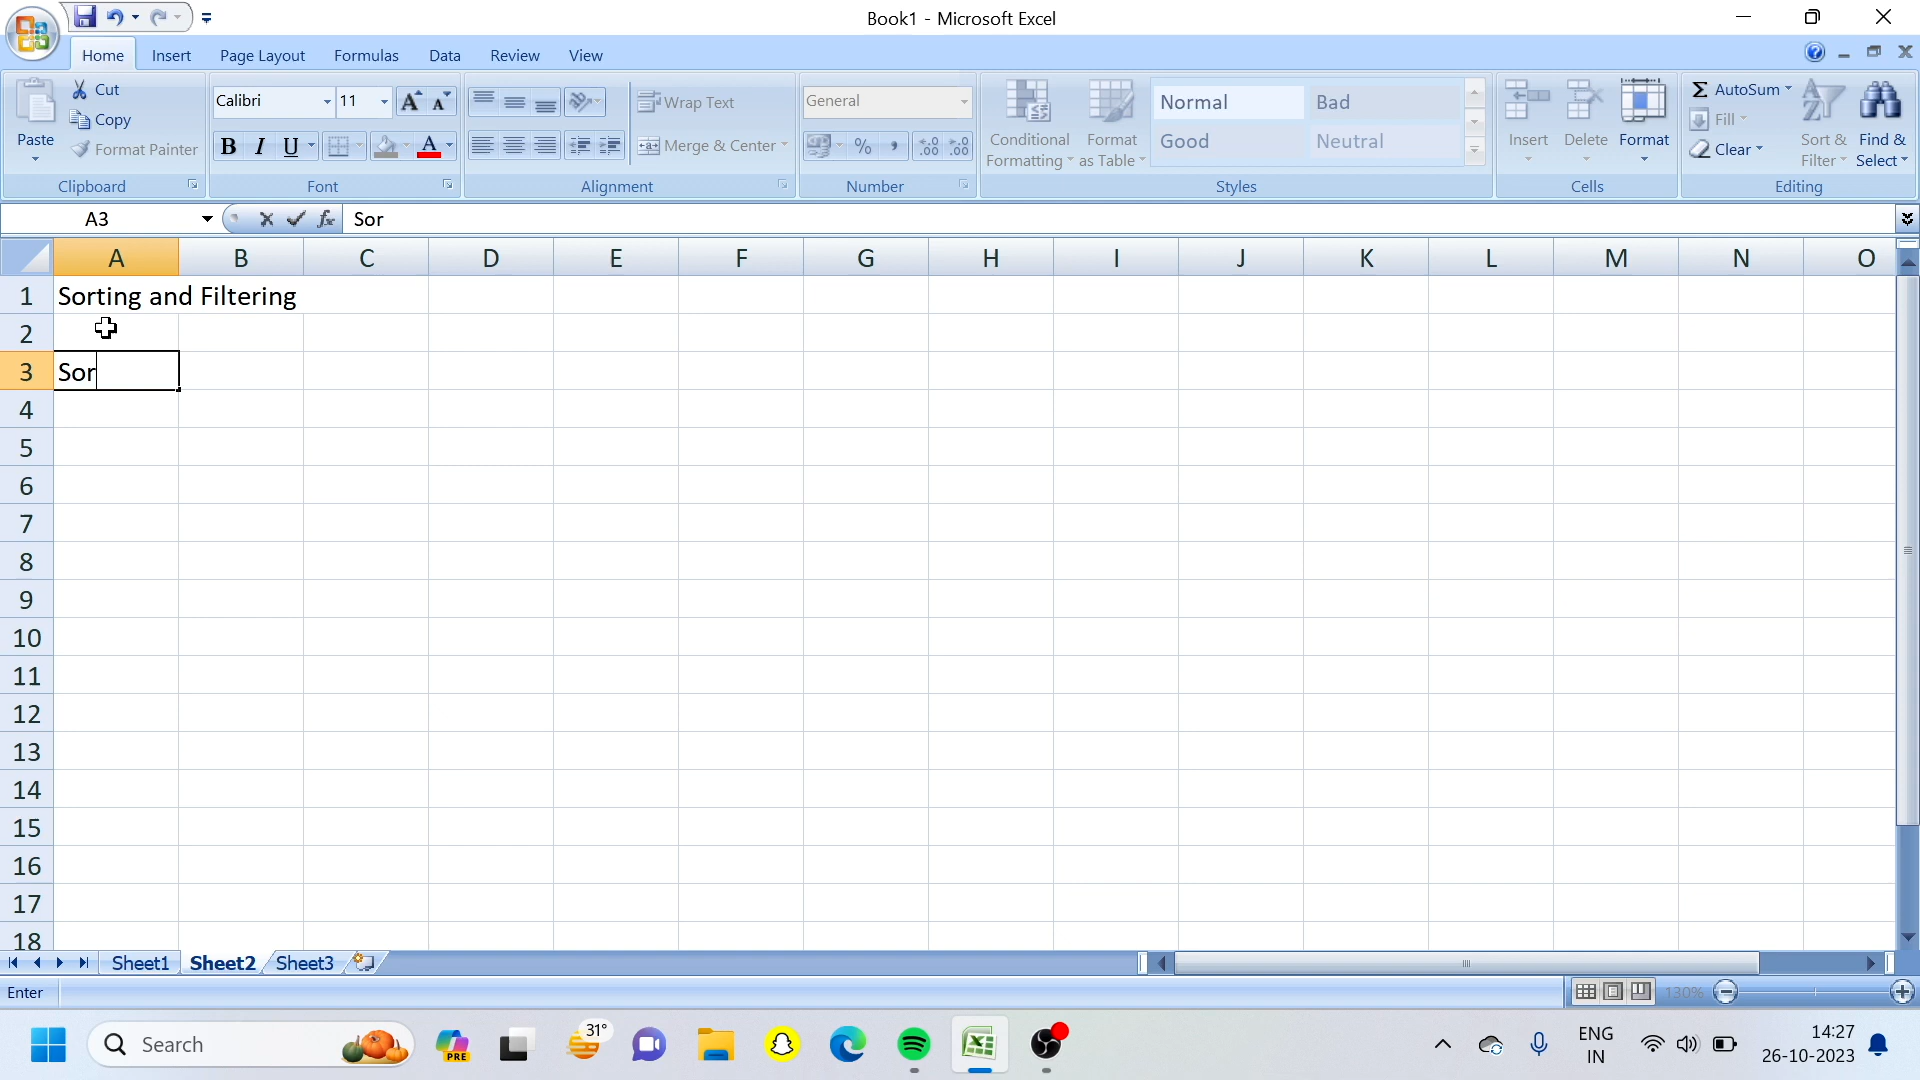 Book1 - Microsoft Excel
Home Insert Page Layout Formulas Data Review View
Paste
Cut
Copy
Format Painter
Clipboard
Calibri 11
B I U A
Font
Wrap Text
Merge & Center
Alignment
General
%
Number
Conditional Formatting
Format as Table
Normal Bad
Good Neutral
Styles
Insert Delete Format
Cells
Σ AutoSum
Fill
Clear
Sort & Filter
Find & Select
Editing
A3 fx Sor
A B C D E F G H I J K L M N O
1 Sorting and Filtering
2
3 Sor
4
5
6
7
8
9
10
11
12
13
14
15
16
17
18
Sheet1 Sheet2 Sheet3
Enter 130%
Search
PRE
31°
ENG
IN
14:27
26-10-2023